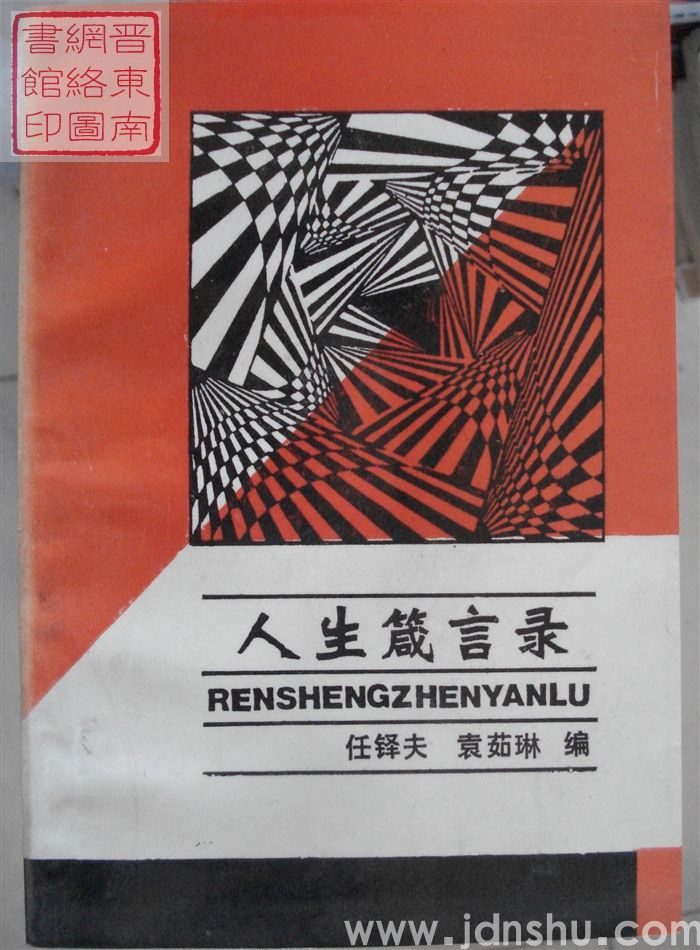 晋東南
網絡圖
書館印
人生箴言录
RENSHENGZHENYANLU
任铎夫 袁茹琳 编
www.jdnshu.com